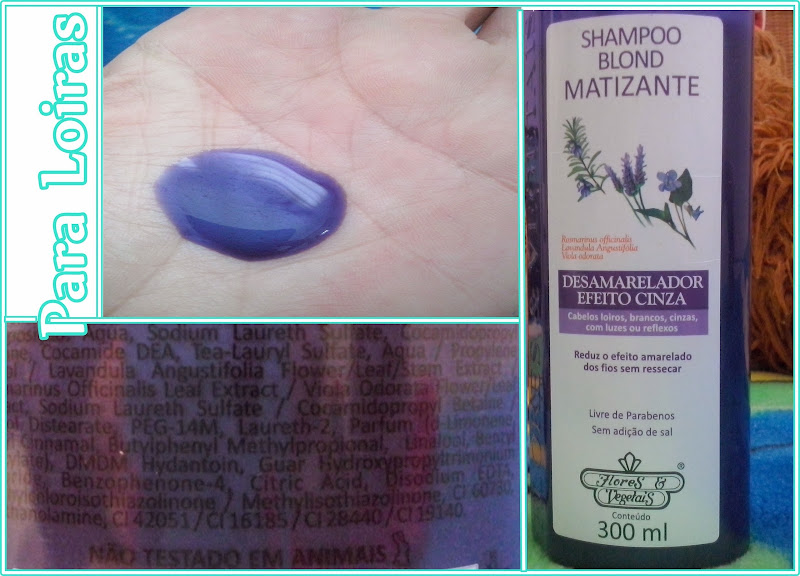 Para Loiras
SHAMPOO
BLOND
MATIZANTE
Rosmarinus officinalis
Lavandula Angustifólia
Viola odorata
DESAMARELADOR
EFEITO CINZA
Cabelos loiros, brancos, cinzas,
com luzes ou reflexos
Reduz o efeito amarelado
dos fios sem ressecar
Livre de Parabenos
Sem adição de sal
Flores &
Vegetais ®
Conteúdo
300 ml
Aqua, Sodium Laureth Sulfate, Cocamidopropyl
Cocamide DEA, Tea-Lauryl Sulfate, Aqua / Propylene
/ Lavandula Angustifolia Flower/Leaf/Stem Extract
Officinalis Leaf Extract / Viola Odorata Flower/Leaf
Sodium Laureth Sulfate / Cocamidopropyl Betaine
Distearate, PEG-14M, Laureth-2, Parfum (d-Limonene,
Cinnamal, Butylphenyl Methylpropional, Linalool, Benzyl
DMDM Hydantoin, Guar Hydroxypropyltrimonium
Benzophenone-4, Citric Acid, Disodium EDTA,
/ Methylisothiazolinone, CI 60730,
CI 42051 / CI 16185 / CI 28440 / CI 19140.
NÃO TESTADO EM ANIMAIS